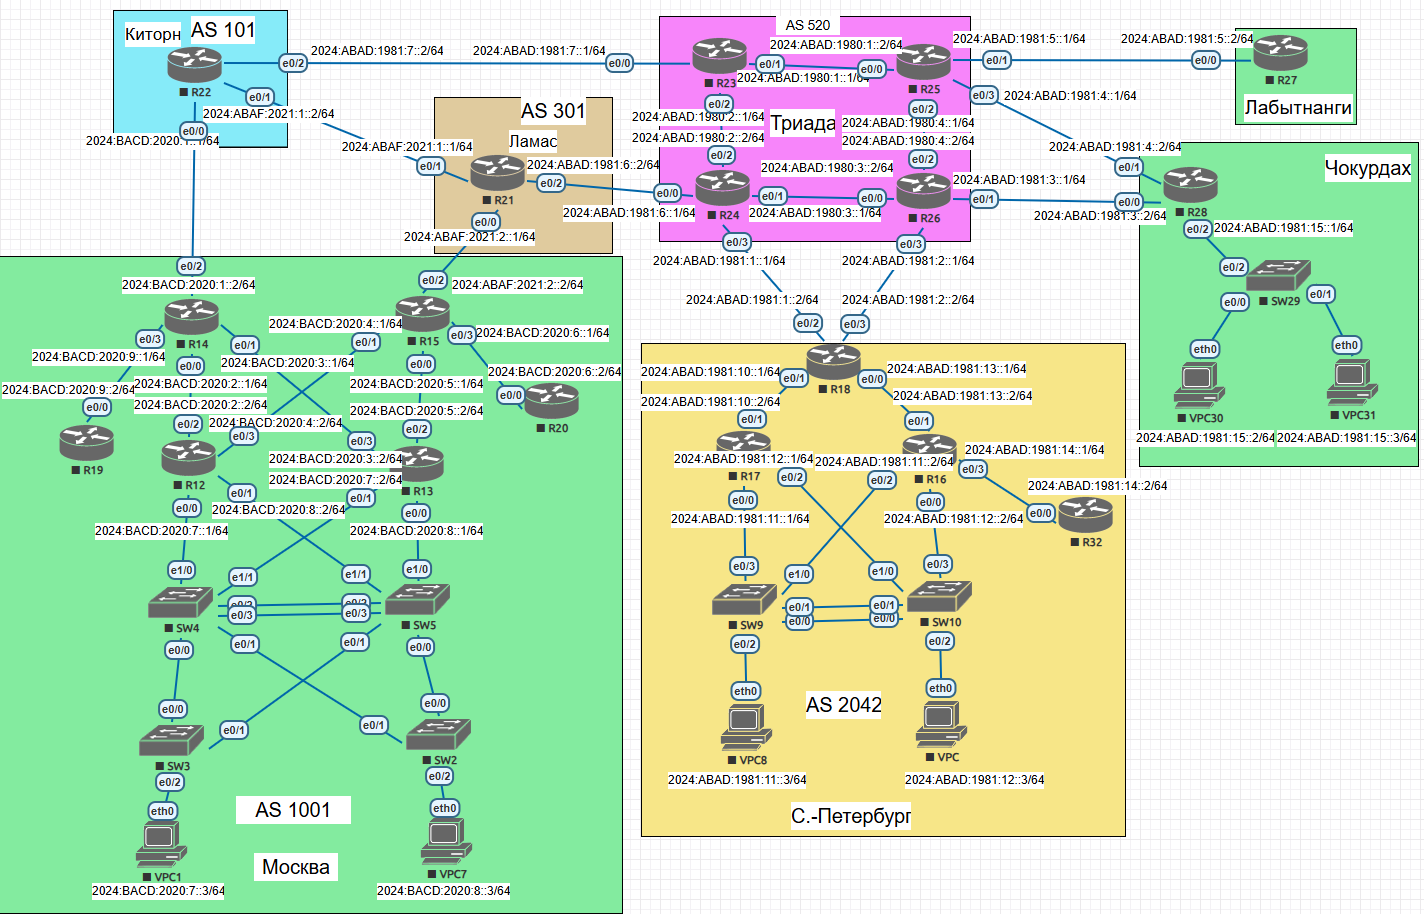 Киторн
AS 101
R22
e0/2
2024:ABAD:1981:7::2/64
2024:ABAD:1981:7::1/64
e0/0
e0/1
2024:ABAF:2021:1::2/64
e0/0
2024:BACD:2020:1::1/64
AS 301
Ламас
2024:ABAF:2021:1::1/64
e0/1
R21
2024:ABAD:1981:6::2/64
e0/2
e0/0
2024:ABAF:2021:2::1/64
AS 520
R23
e0/1
2024:ABAD:1980:1::2/64
2024:ABAD:1980:1::1/64
e0/0
R25
e0/2
2024:ABAD:1980:2::1/64
2024:ABAD:1980:2::2/64
e0/2
Триада
e0/2
2024:ABAD:1980:4::1/64
2024:ABAD:1980:4::2/64
e0/2
2024:ABAD:1981:5::1/64
e0/1
e0/3
2024:ABAD:1981:4::1/64
e0/0
R24
2024:ABAD:1981:6::1/64
e0/1
2024:ABAD:1980:3::2/64
2024:ABAD:1980:3::1/64
e0/0
R26
2024:ABAD:1981:3::1/64
e0/1
e0/3
2024:ABAD:1981:1::1/64
e0/3
2024:ABAD:1981:2::1/64
2024:ABAD:1981:5::2/64
e0/0
R27
Лабытнанги
2024:ABAD:1981:4::2/64
e0/1
Чокурдах
e0/0
R28
2024:ABAD:1981:3::2/64
e0/2
2024:ABAD:1981:15::1/64
e0/2
SW29
e0/0
e0/1
eth0
eth0
VPC30
VPC31
2024:ABAD:1981:15::2/64
2024:ABAD:1981:15::3/64
e0/2
2024:BACD:2020:1::2/64
R14
e0/3
2024:BACD:2020:9::1/64
e0/1
2024:BACD:2020:3::1/64
e0/0
2024:BACD:2020:2::1/64
e0/2
2024:ABAF:2021:2::2/64
R15
2024:BACD:2020:4::1/64
e0/1
e0/3
2024:BACD:2020:6::1/64
e0/0
2024:BACD:2020:5::1/64
2024:BACD:2020:6::2/64
e0/0
R20
2024:BACD:2020:9::2/64
e0/0
R19
2024:BACD:2020:2::2/64
e0/2
2024:BACD:2020:4::2/64
e0/3
R12
2024:BACD:2020:5::2/64
e0/2
e0/3
2024:BACD:2020:3::2/64
R13
2024:BACD:2020:7::2/64
e0/1
e0/1
2024:BACD:2020:8::2/64
e0/0
2024:BACD:2020:7::1/64
e0/0
2024:BACD:2020:8::1/64
e1/0
e1/1
e1/1
e1/0
SW4
e0/3
e0/3
SW5
e0/0
e0/1
e0/1
e0/0
e0/0
e0/1
e0/1
e0/0
SW3
SW2
e0/2
e0/2
eth0
eth0
VPC1
VPC7
2024:BACD:2020:7::3/64
2024:BACD:2020:8::3/64
AS 1001
Москва
2024:ABAD:1981:1::2/64
e0/2
2024:ABAD:1981:2::2/64
e0/3
R18
2024:ABAD:1981:10::1/64
e0/1
e0/0
2024:ABAD:1981:13::1/64
2024:ABAD:1981:10::2/64
e0/1
2024:ABAD:1981:13::2/64
e0/1
2024:ABAD:1981:12::1/64
R17
e0/2
2024:ABAD:1981:11::2/64
e0/2
R16
2024:ABAD:1981:14::1/64
e0/3
e0/0
2024:ABAD:1981:11::1/64
e0/0
2024:ABAD:1981:12::2/64
2024:ABAD:1981:14::2/64
e0/0
R32
e0/3
e1/0
e1/0
e0/3
SW9
e0/1
e0/0
e0/1
e0/0
SW10
e0/2
e0/2
eth0
eth0
VPC8
VPC
2024:ABAD:1981:11::3/64
2024:ABAD:1981:12::3/64
AS 2042
С.-Петербург